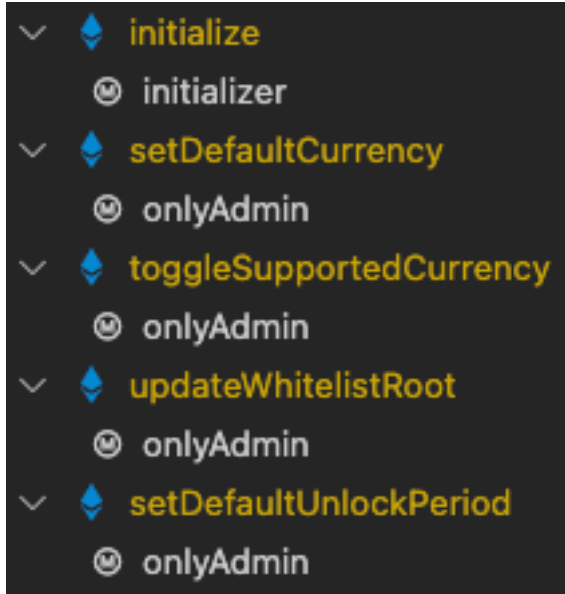 initialize
initializer
setDefaultCurrency
onlyAdmin
toggleSupportedCurrency
onlyAdmin
updateWhitelistRoot
onlyAdmin
setDefaultUnlockPeriod
onlyAdmin